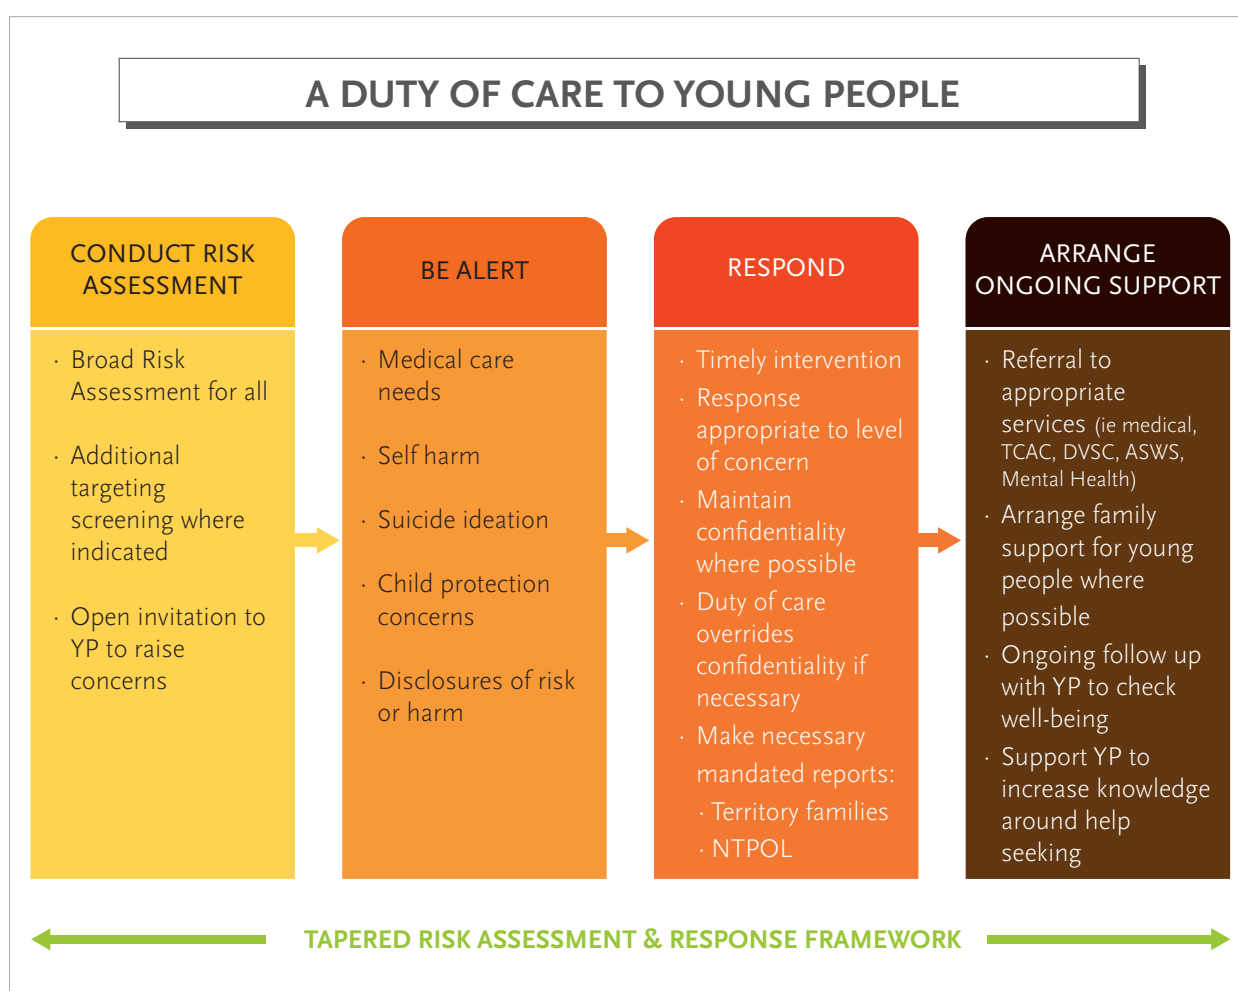 A DUTY OF CARE TO YOUNG PEOPLE
CONDUCT RISK
ASSESSMENT
· Broad Risk
Assessment for all
· Additional
targeting
screening where
indicated
· Open invitation to
YP to raise
concerns
BE ALERT
· Medical care
needs
· Self harm
· Suicide ideation
· Child protection
concerns
· Disclosures of risk
or harm
RESPOND
· Timely intervention
· Response
appropriate to level
of concern
· Maintain
confidentiality
where possible
· Duty of care
overrides
confidentiality if
necessary
· Make necessary
mandated reports:
· Territory families
· NTPOL
ARRANGE
ONGOING SUPPORT
· Referral to
appropriate
services (ie medical,
TCAC, DVSC, ASWS,
Mental Health)
· Arrange family
support for young
people where
possible
· Ongoing follow up
with YP to check
well-being
· Support YP to
increase knowledge
around help
seeking
TAPERED RISK ASSESSMENT & RESPONSE FRAMEWORK